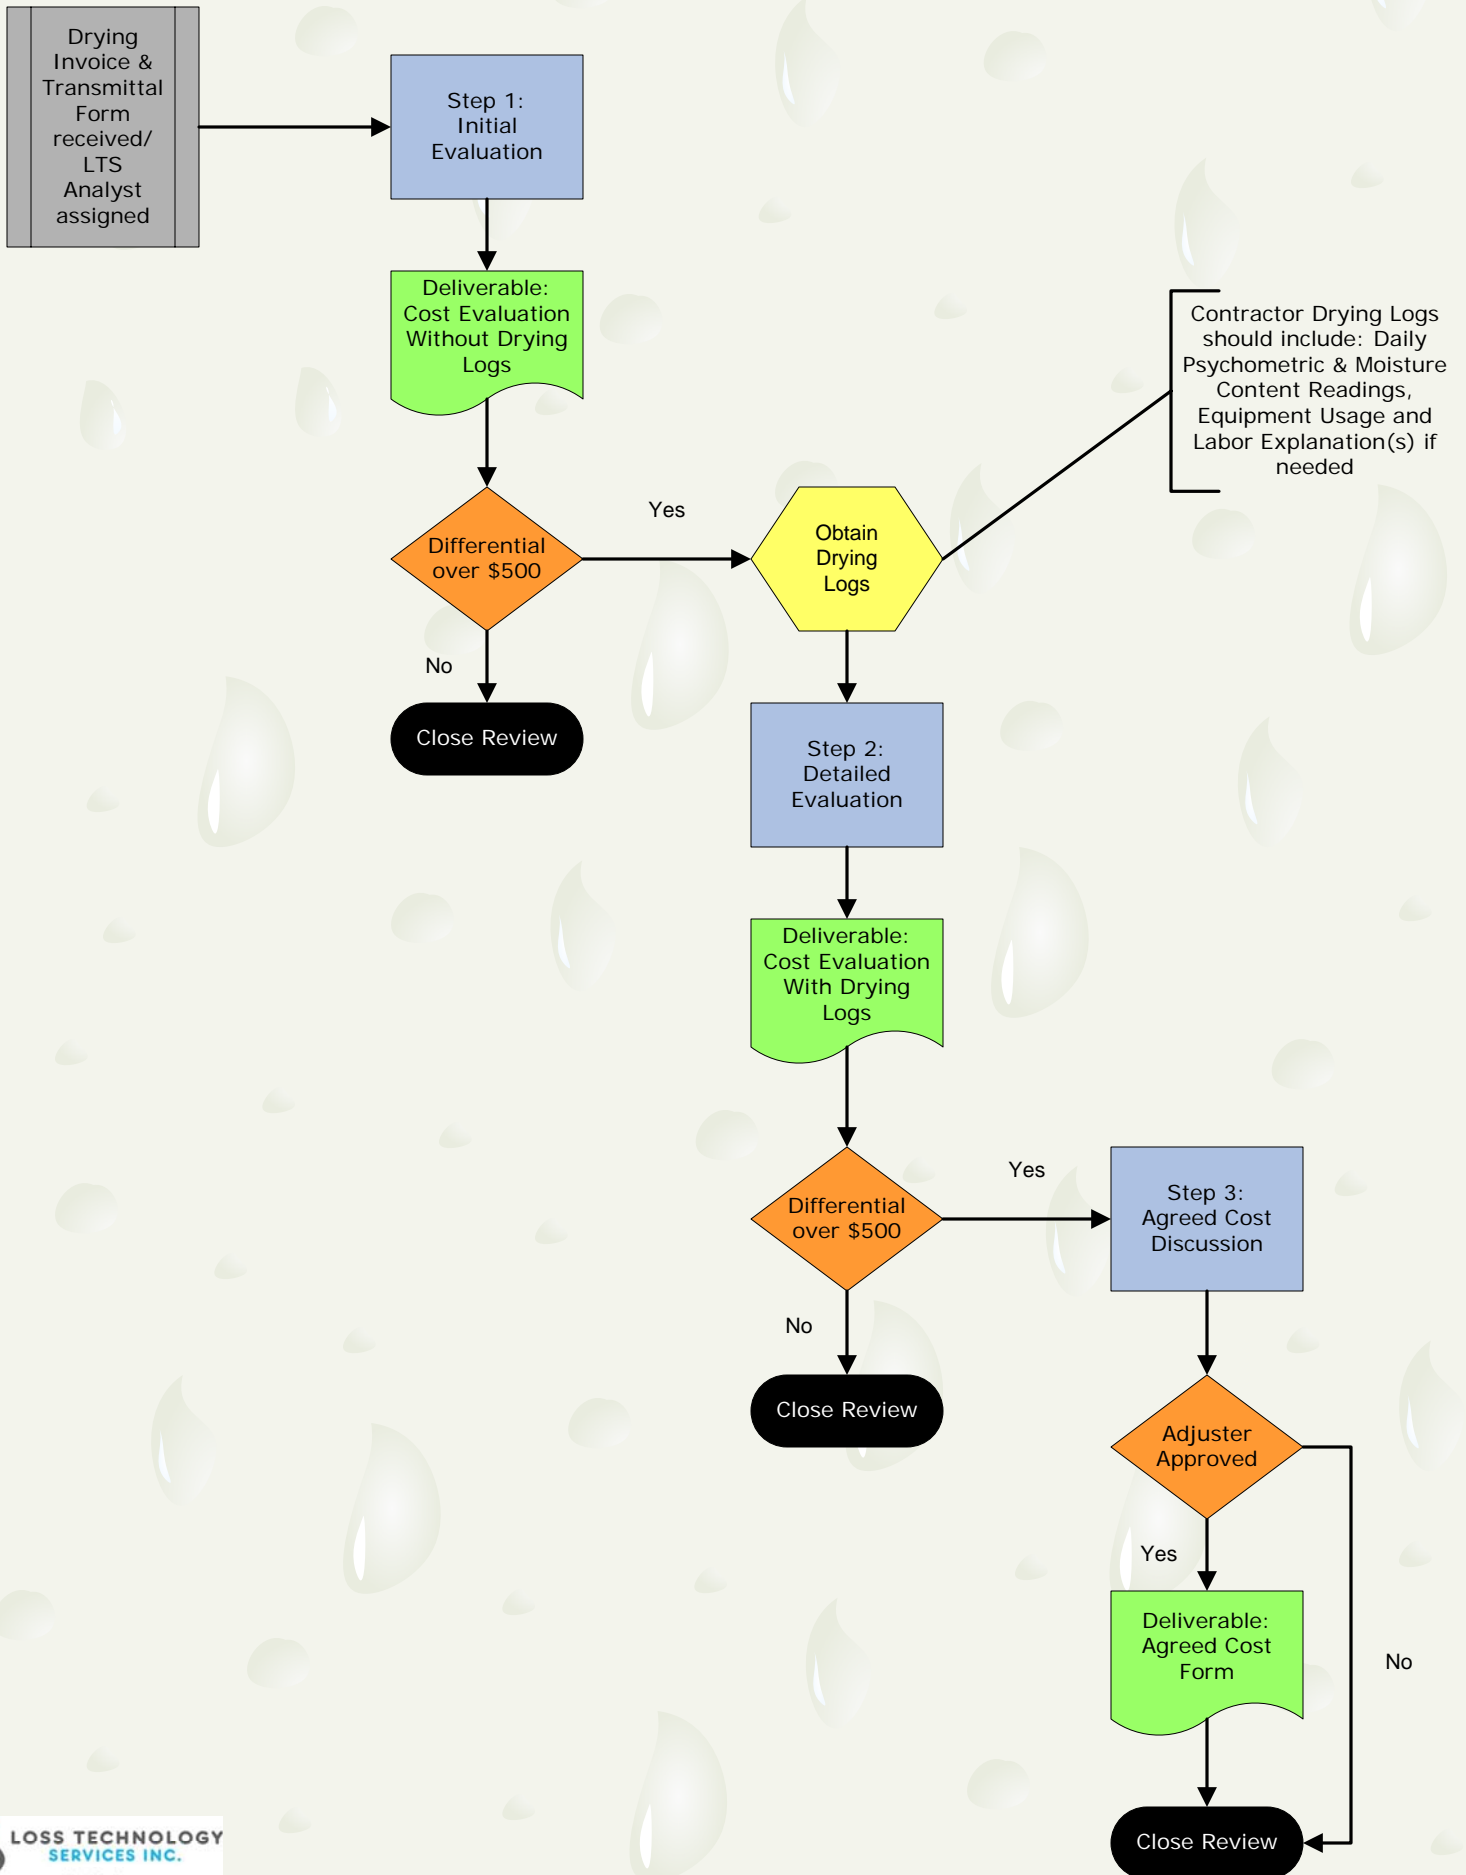 Drying
Invoice &
Transmittal
Form
received/
LTS
Analyst
assigned
Step 1:
Initial
Evaluation
Deliverable:
Cost Evaluation
Without Drying
Logs
Contractor Drying Logs
should include: Daily
Psychometric & Moisture
Content Readings,
Equipment Usage and
Labor Explanation(s) if
needed
Differential
over $500
Yes
Obtain
Drying
Logs
No
Close Review
Step 2:
Detailed
Evaluation
Deliverable:
Cost Evaluation
With Drying
Logs
Differential
over $500
Yes
Step 3:
Agreed Cost
Discussion
No
Close Review
Adjuster
Approved
Yes
Deliverable:
Agreed Cost
Form
No
Close Review
LOSS TECHNOLOGY
SERVICES INC.